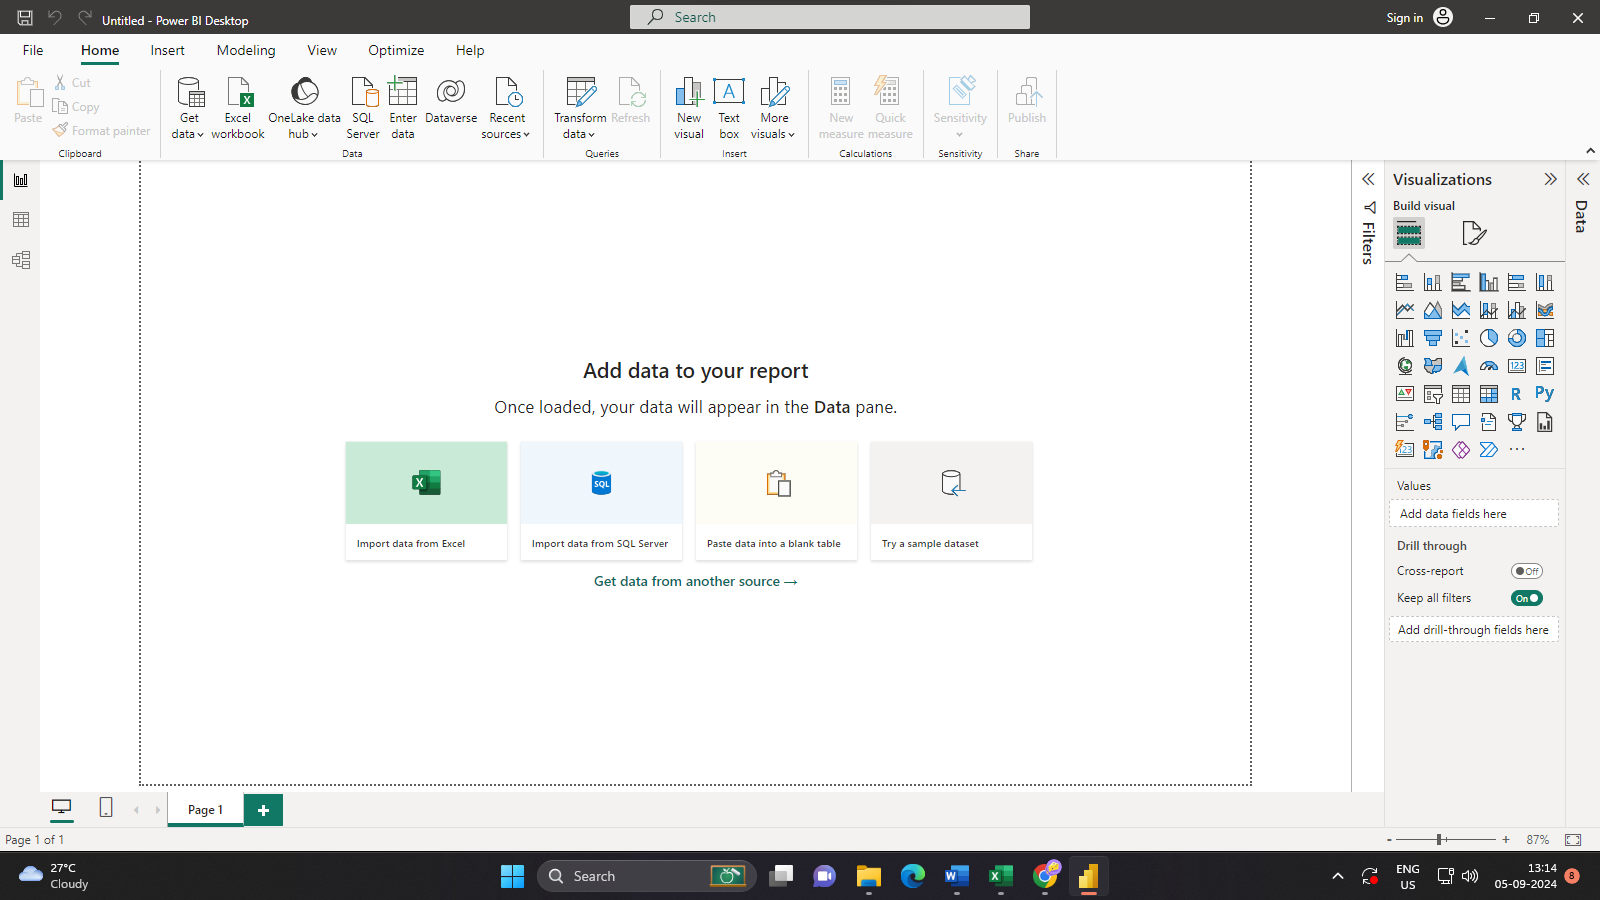 Untitled - Power BI Desktop
Search
Sign in
File Home Insert Modeling View Optimize Help
Paste
Cut
Copy
Format painter
Clipboard
Get data
Excel workbook
OneLake data hub
SQL Server
Enter data
Dataverse
Recent sources
Data
Transform data
Refresh
Queries
New visual
Text box
More visuals
Insert
New measure
Quick measure
Calculations
Sensitivity
Sensitivity
Publish
Share
Filters
Visualizations
Data
Build visual
123
R
Py
123
Values
Add data fields here
Drill through
Cross-report
Off
Keep all filters
On
Add drill-through fields here
Add data to your report
Once loaded, your data will appear in the Data pane.
SQL
Import data from Excel
Import data from SQL Server
Paste data into a blank table
Try a sample dataset
Get data from another source →
Page 1
Page 1 of 1
- + 87%
27°C
Cloudy
Search
ENG
US
13:14
05-09-2024
8